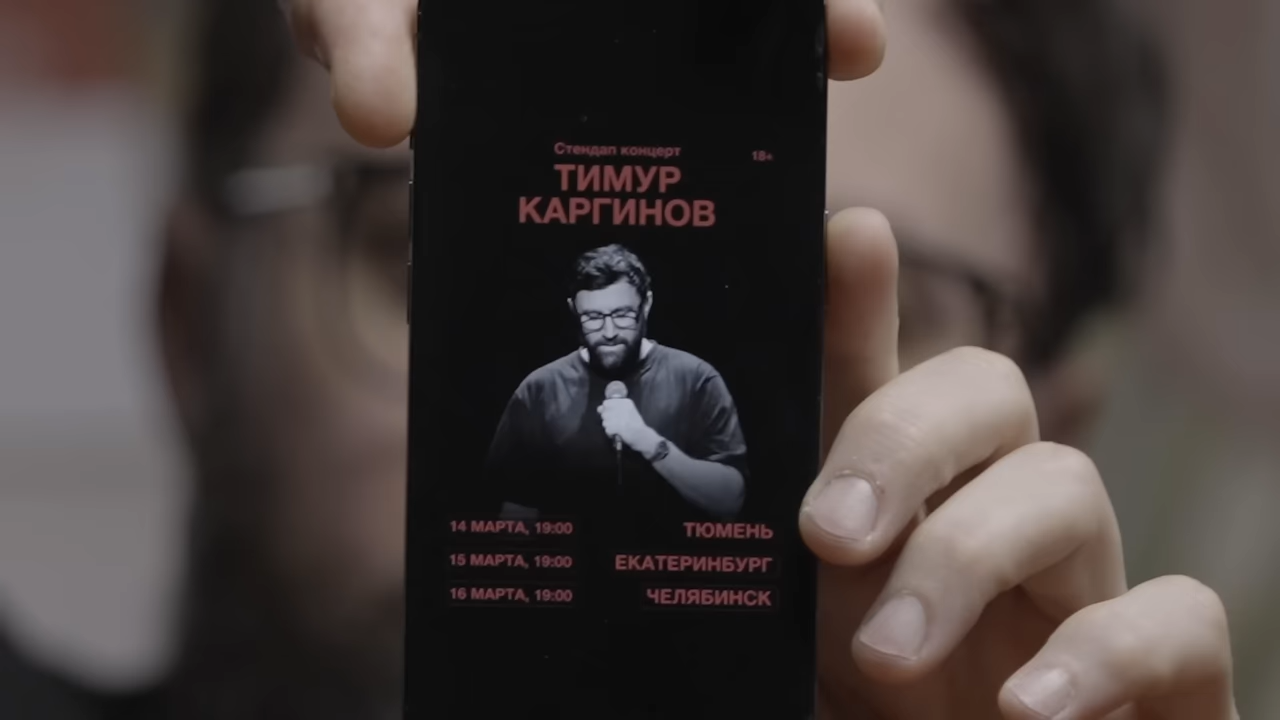 Стендап концерт
18+
ТИМУР
КАРГИНОВ
14 МАРТА, 19:00 ТЮМЕНЬ
15 МАРТА, 19:00 ЕКАТЕРИНБУРГ
16 МАРТА, 19:00 ЧЕЛЯБИНСК